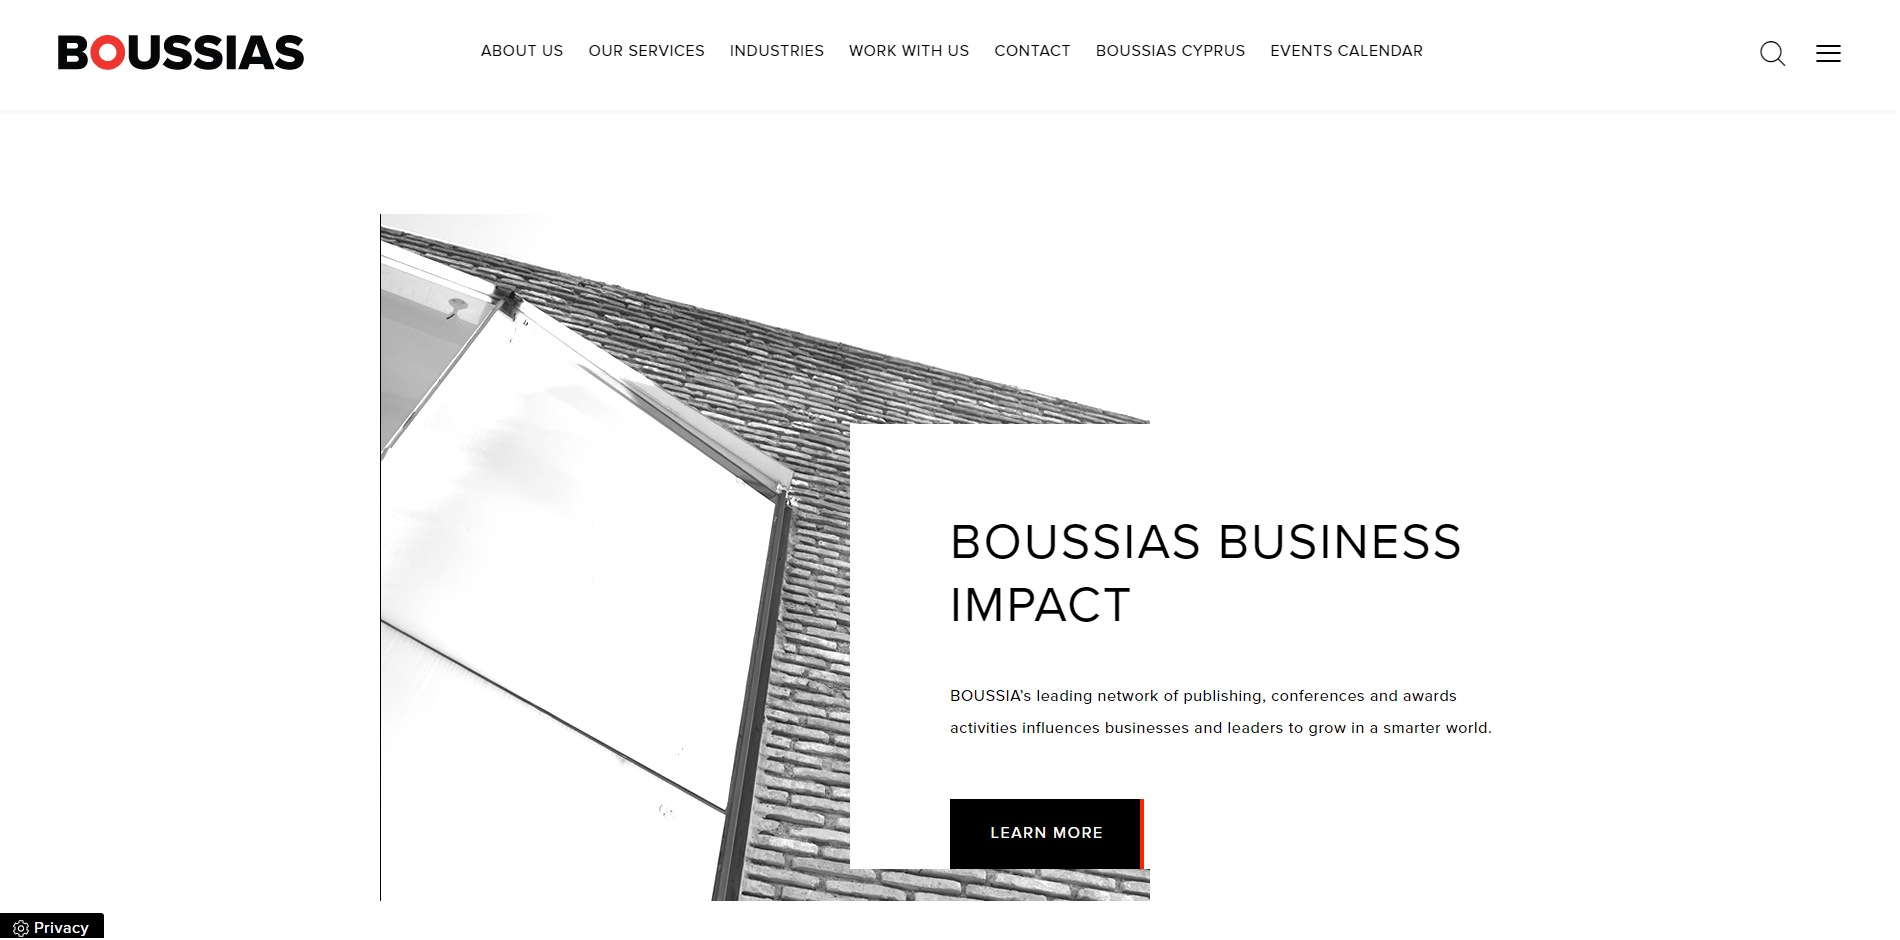 BOUSSIAS
ABOUT US
OUR SERVICES
INDUSTRIES
WORK WITH US
CONTACT
BOUSSIAS CYPRUS
EVENTS CALENDAR
BOUSSIAS BUSINESS
IMPACT
BOUSSIA’s leading network of publishing, conferences and awards
activities influences businesses and leaders to grow in a smarter world.
LEARN MORE
Privacy